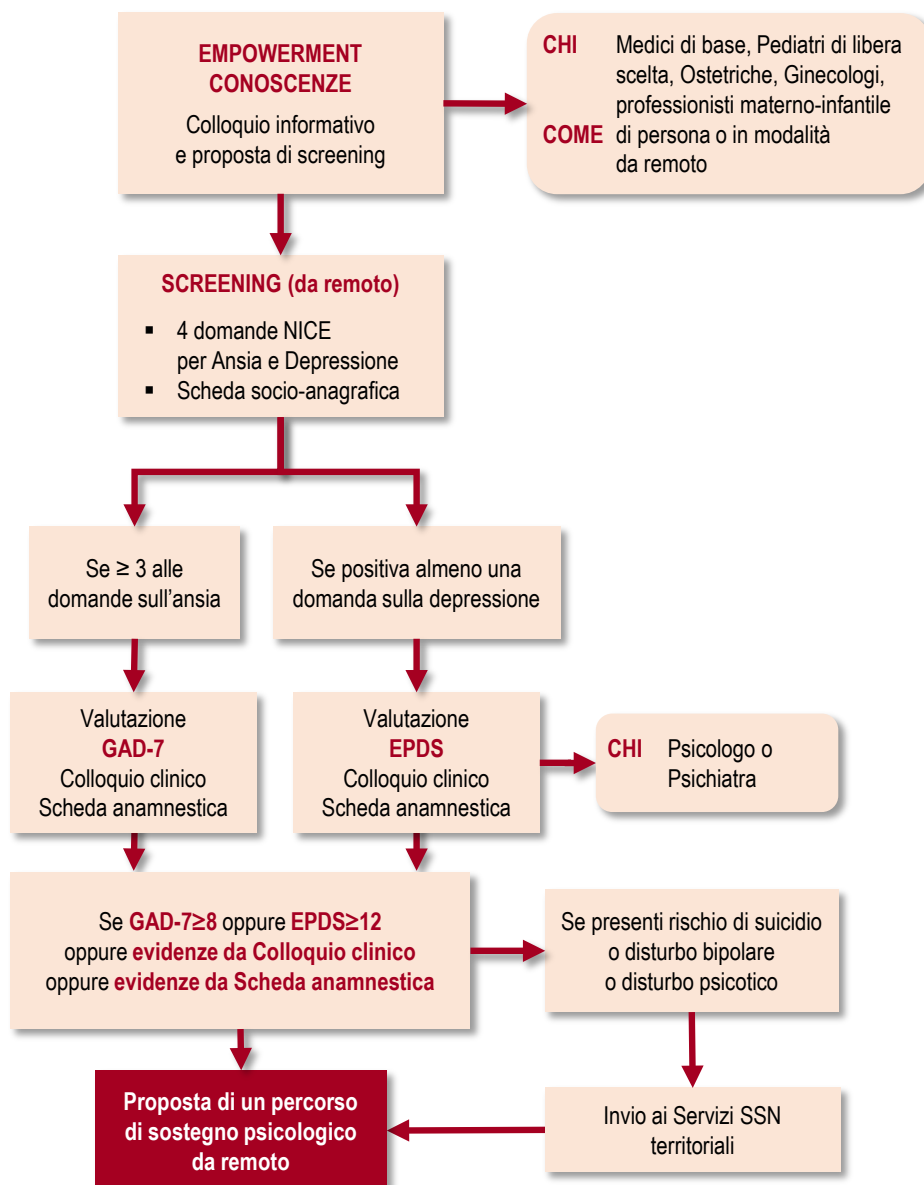 EMPOWERMENT
CONOSCENZE
Colloquio informativo
e proposta di screening
CHI Medici di base, Pediatri di libera
scelta, Ostetriche, Ginecologi,
professionisti materno-infantile
COME di persona o in modalità
da remoto
SCREENING (da remoto)
▪ 4 domande NICE
per Ansia e Depressione
▪ Scheda socio-anagrafica
Se ≥ 3 alle
domande sull’ansia
Se positiva almeno una
domanda sulla depressione
Valutazione
GAD-7
Colloquio clinico
Scheda anamnestica
Valutazione
EPDS
Colloquio clinico
Scheda anamnestica
CHI Psicologo o
Psichiatra
Se GAD-7≥8 oppure EPDS≥12
oppure evidenze da Colloquio clinico
oppure evidenze da Scheda anamnestica
Se presenti rischio di suicidio
o disturbo bipolare
o disturbo psicotico
Proposta di un percorso
di sostegno psicologico
da remoto
Invio ai Servizi SSN
territoriali